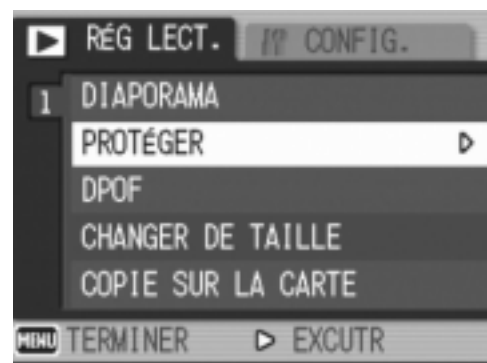 RÉG LECT. CONFIG.
1 DIAPORAMA
PROTÉGER
DPOF
CHANGER DE TAILLE
COPIE SUR LA CARTE
MENU TERMINER EXCUTR